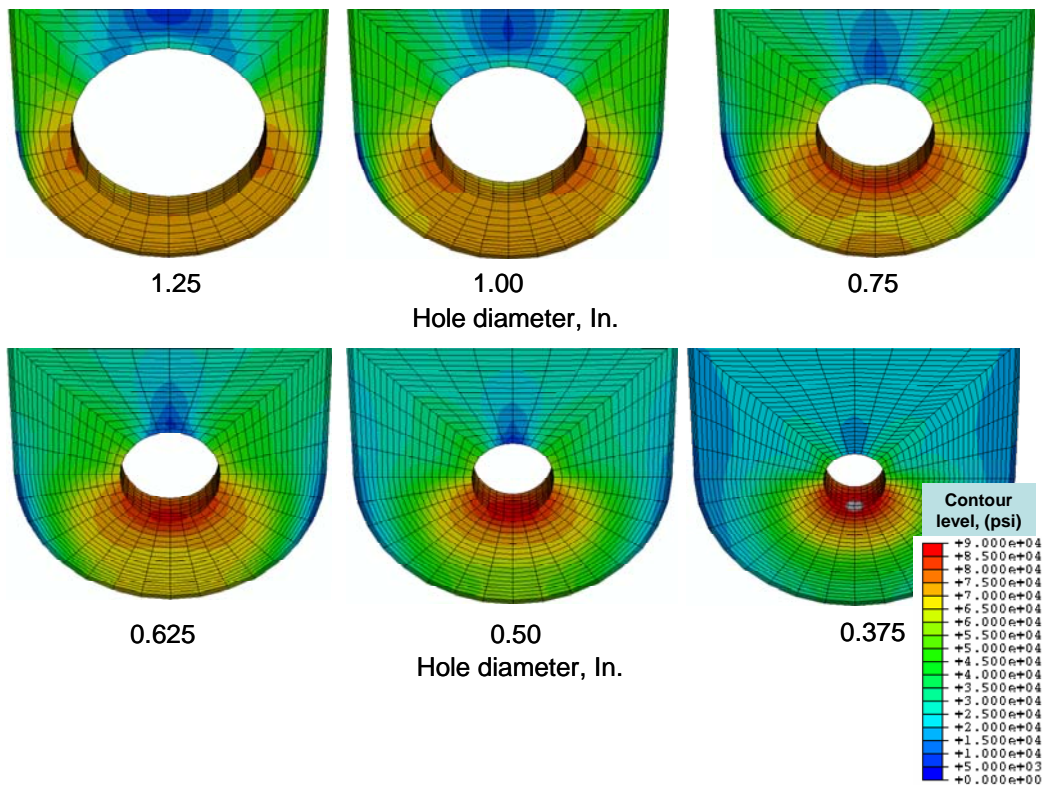 1.25 1.00 0.75
Hole diameter, In.
0.625 0.50 0.375
Hole diameter, In.
Contour
level, (psi)
+9.000e+04
+8.500e+04
+8.000e+04
+7.500e+04
+7.000e+04
+6.500e+04
+6.000e+04
+5.500e+04
+5.000e+04
+4.500e+04
+4.000e+04
+3.500e+04
+3.000e+04
+2.500e+04
+2.000e+04
+1.500e+04
+1.000e+04
+5.000e+03
+0.000e+00